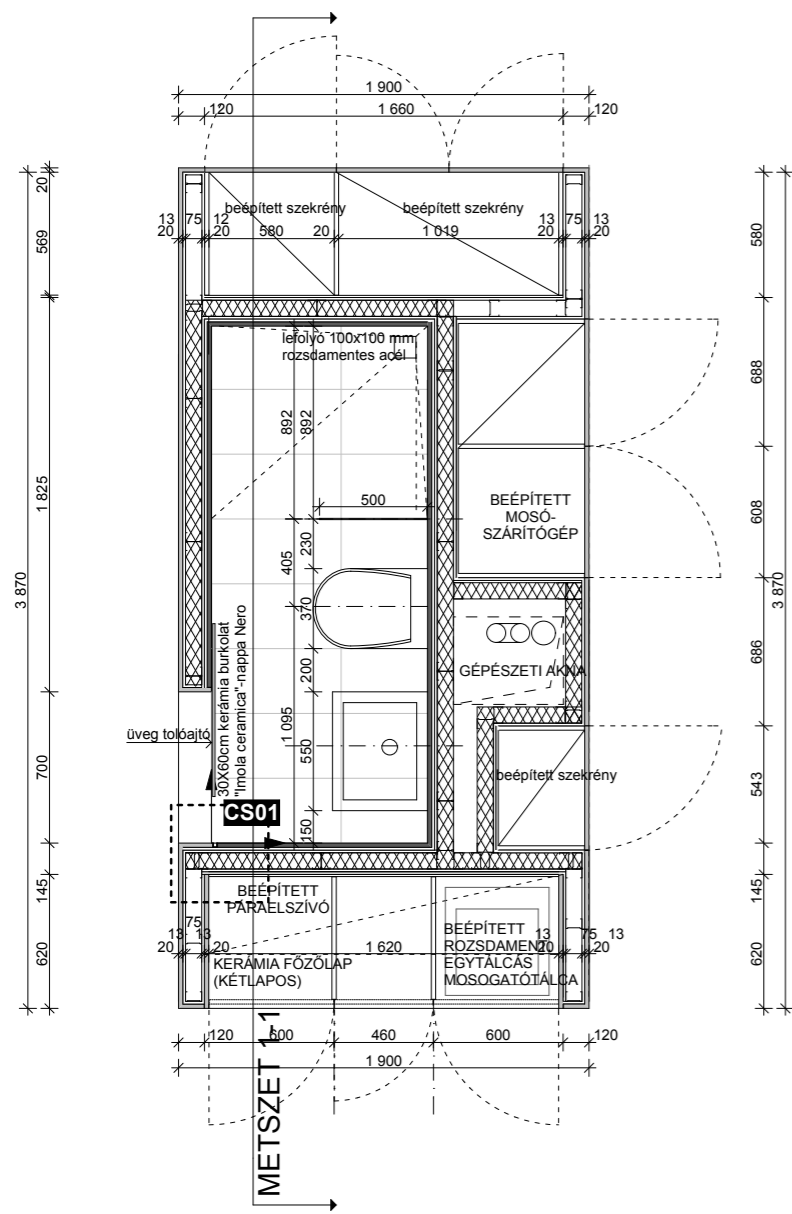 1 900
120
1 660
120
20
569
1 825
3 870
700
145
620
13
20
75
12
20
580
20
1 019
13
20
75
13
20
beépített szekrény
beépített szekrény
580
688
608
686
543
145
620
3 870
lefolyó 100x100 mm
rozsdamentes acél
892
892
500
405
230
370
200
1 095
550
150
BEÉPÍTETT
MOSÓ-
SZÁRÍTÓGÉP
GÉPÉSZETI AKNA
30X60cm kerámia burkolat
"Imola ceramica"-nappa Nero
üveg tolóajtó
beépített szekrény
CS01
BEÉPÍTETT
PÁRAELSZÍVÓ
75
13
20
13
20
1 620
KERÁMIA FŐZŐLAP
(KÉTLAPOS)
BEÉPÍTETT
ROZSDAMENT
EGYTÁLCÁS
MOSOGATÓTÁLCA
13
20
75
13
20
120
600
460
600
120
1 900
METSZET 1-1